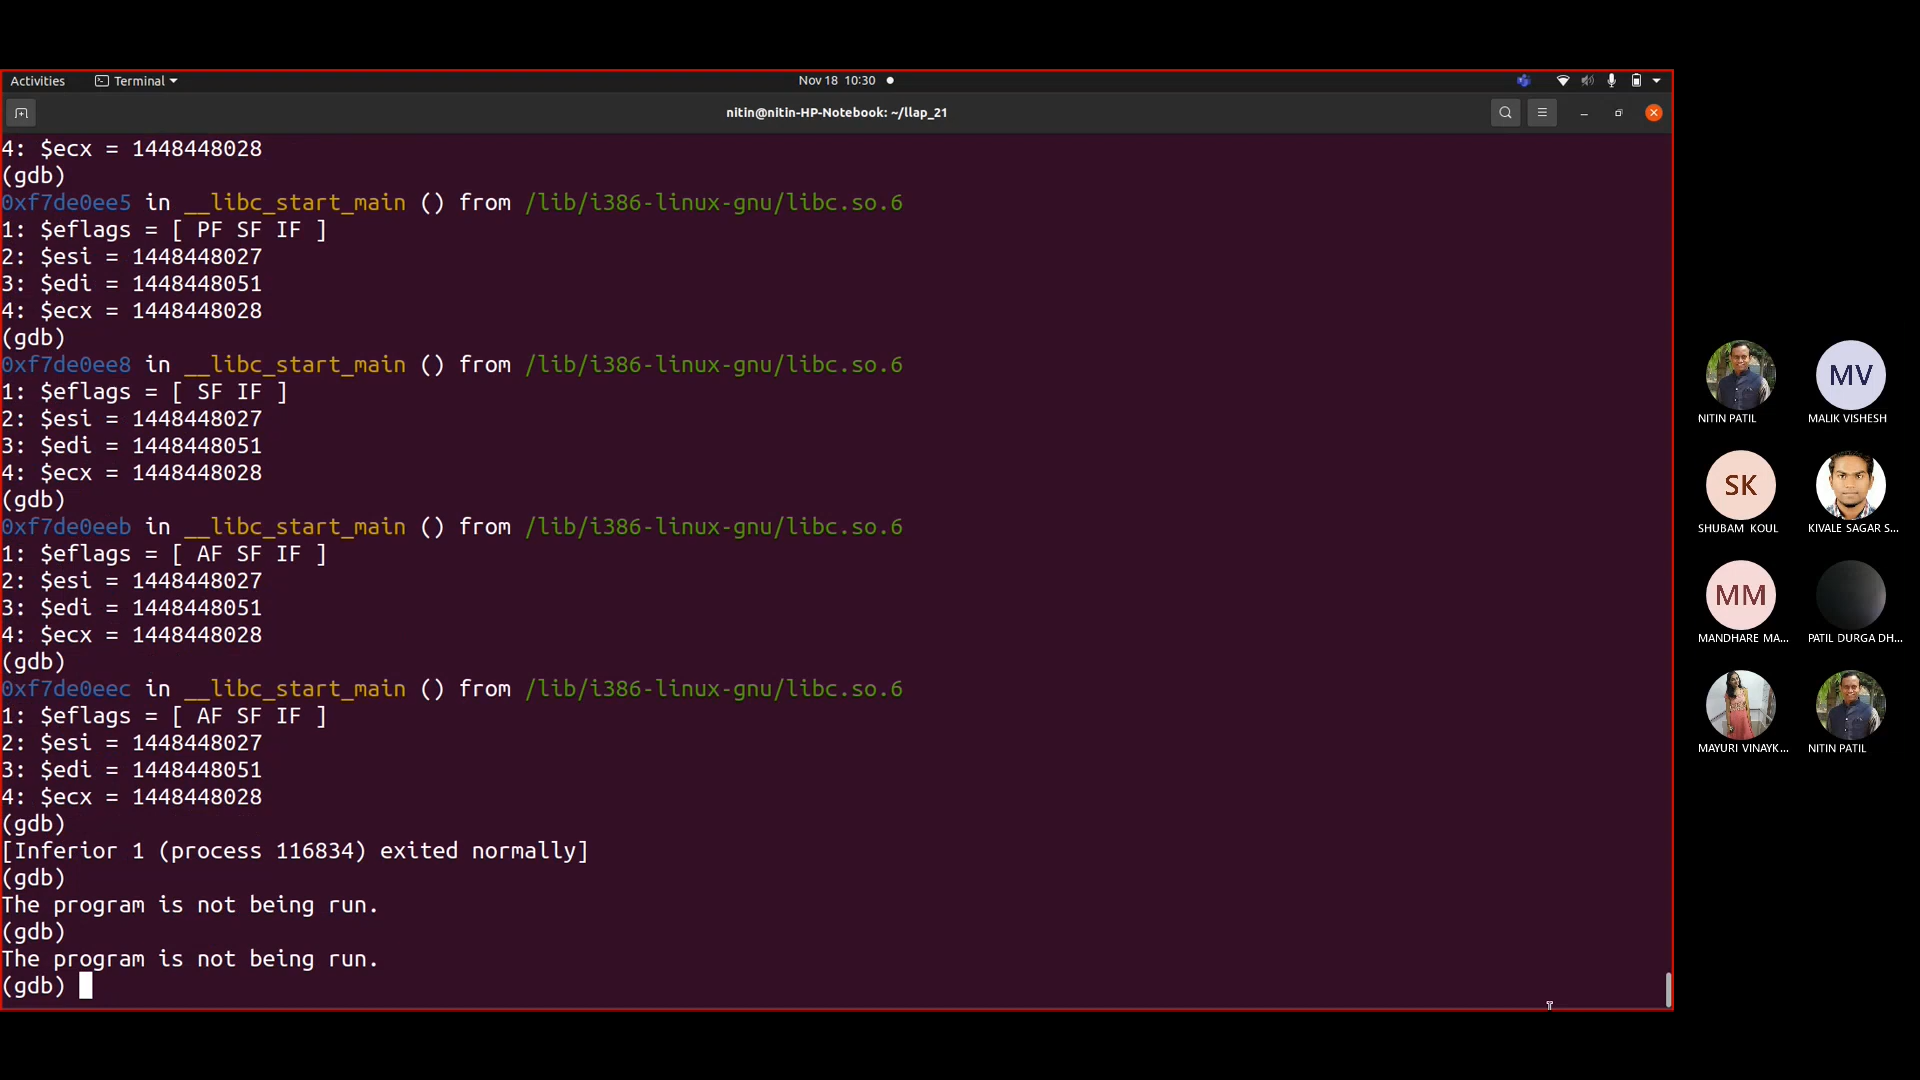 Activities
Terminal
Nov 18 10:30
nitin@nitin-HP-Notebook: ~/llap_21
4: $ecx = 1448448028
(gdb)
0xf7de0ee5 in __libc_start_main () from /lib/i386-linux-gnu/libc.so.6
1: $eflags = [ PF SF IF ]
2: $esi = 1448448027
3: $edi = 1448448051
4: $ecx = 1448448028
(gdb)
0xf7de0ee8 in __libc_start_main () from /lib/i386-linux-gnu/libc.so.6
1: $eflags = [ SF IF ]
2: $esi = 1448448027
3: $edi = 1448448051
4: $ecx = 1448448028
(gdb)
0xf7de0eeb in __libc_start_main () from /lib/i386-linux-gnu/libc.so.6
1: $eflags = [ AF SF IF ]
2: $esi = 1448448027
3: $edi = 1448448051
4: $ecx = 1448448028
(gdb)
0xf7de0eec in __libc_start_main () from /lib/i386-linux-gnu/libc.so.6
1: $eflags = [ AF SF IF ]
2: $esi = 1448448027
3: $edi = 1448448051
4: $ecx = 1448448028
(gdb)
[Inferior 1 (process 116834) exited normally]
(gdb)
The program is not being run.
(gdb)
The program is not being run.
(gdb)
NITIN PATIL
MV
MALIK VISHESH
SK
SHUBAM KOUL
KIVALE SAGAR S...
MM
MANDHARE MA...
PATIL DURGA DH...
MAYURI VINAYK...
NITIN PATIL